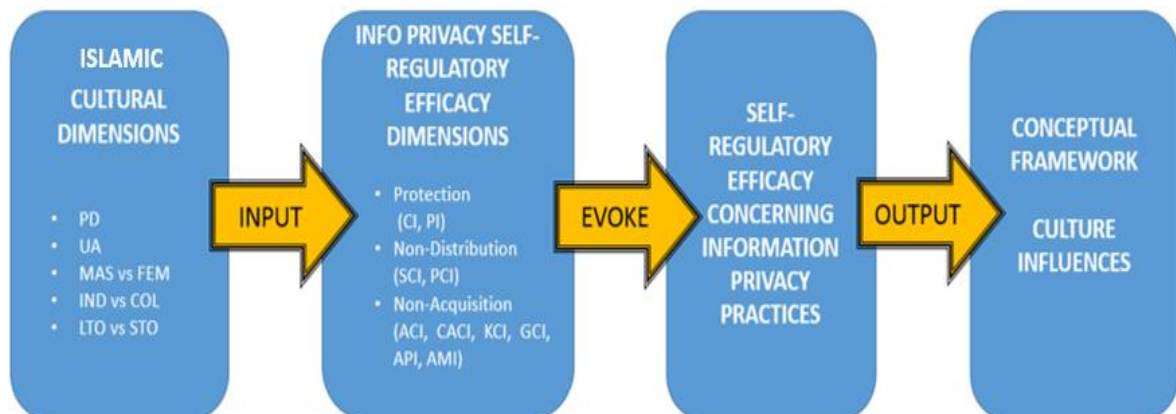 ISLAMIC
CULTURAL
DIMENSIONS
• PD
• UA
• MAS vs FEM
• IND vs COL
• LTO vs STO
INPUT
INFO PRIVACY SELF-
REGULATORY
EFFICACY
DIMENSIONS
• Protection
(CI, PI)
• Non-Distribution
(SCI, PCI)
• Non-Acquisition
(ACI, CACI, KCI, GCI,
API, AMI)
EVOKE
SELF-
REGULATORY
EFFICACY
CONCERNING
INFORMATION
PRIVACY
PRACTICES
OUTPUT
CONCEPTUAL
FRAMEWORK
CULTURE
INFLUENCES